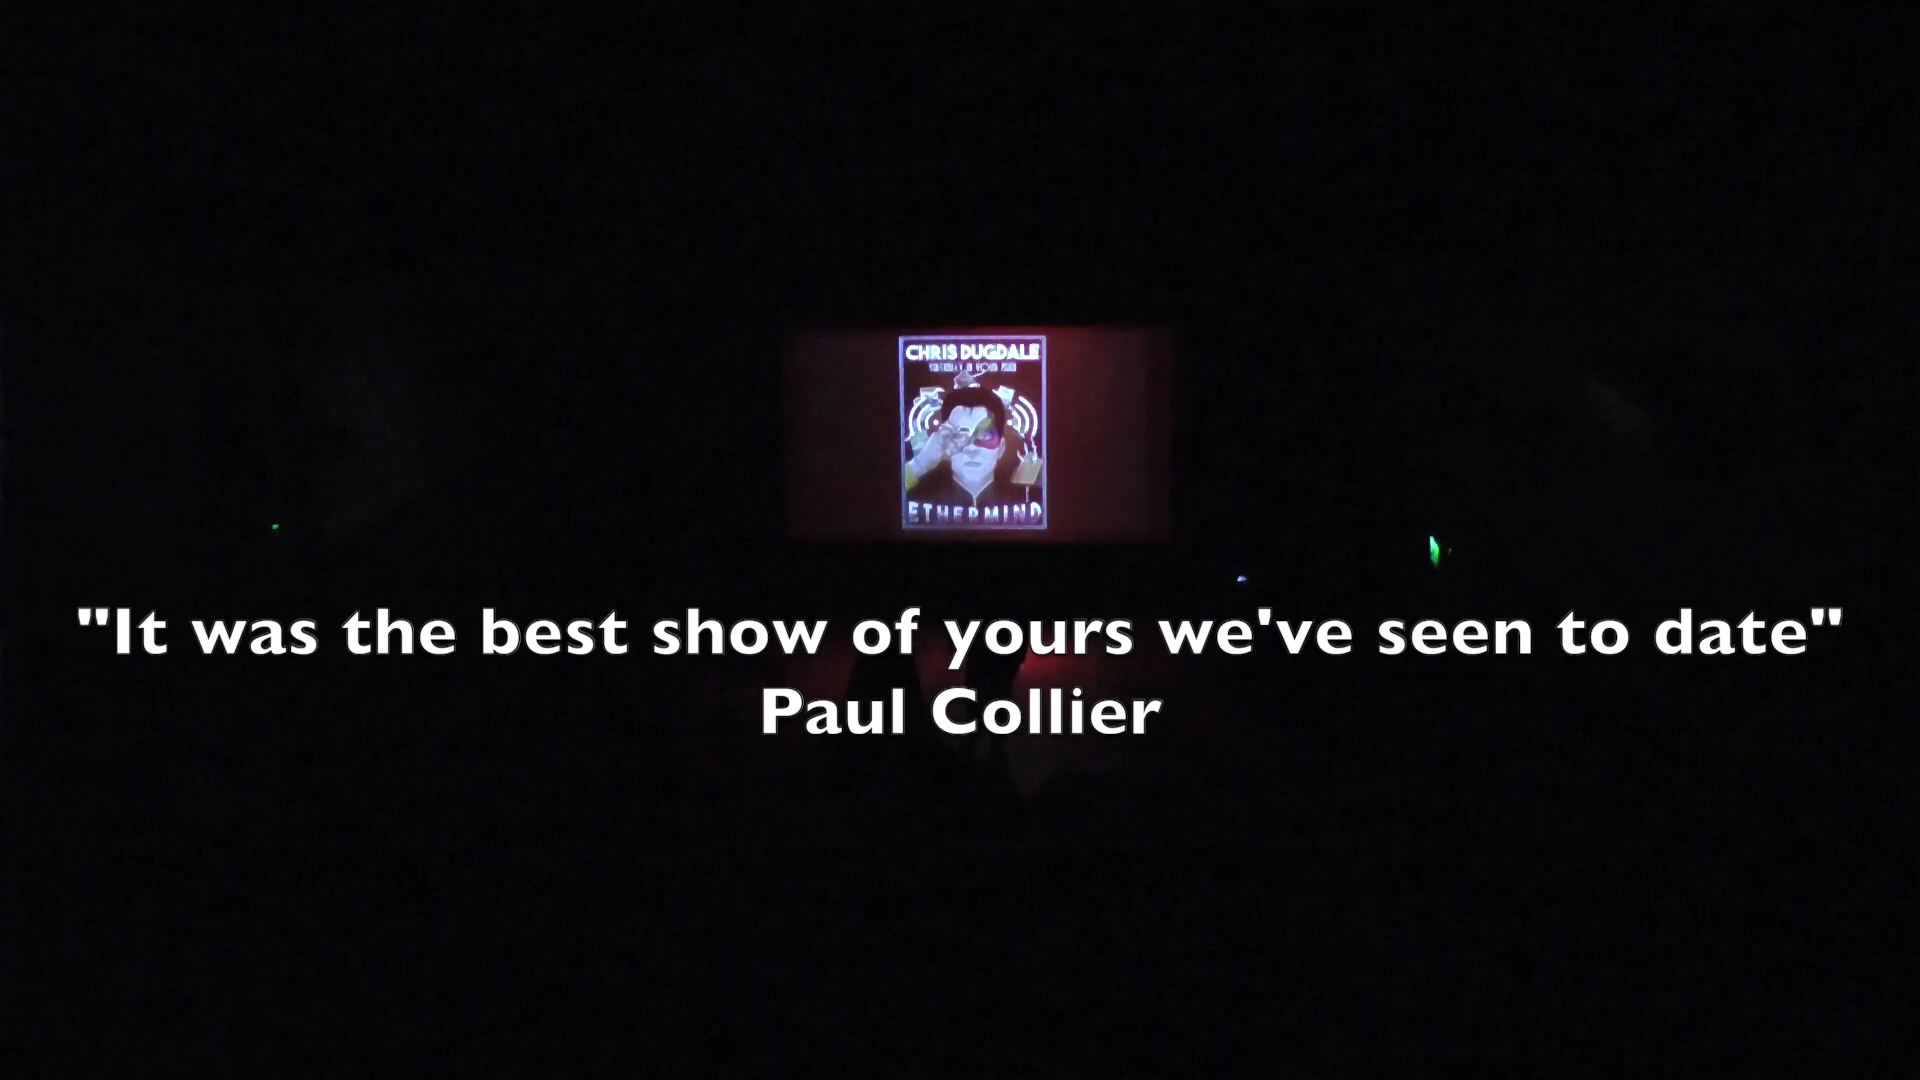 CHRIS DUGDALE
ETHERMIND
"It was the best show of yours we've seen to date"
Paul Collier